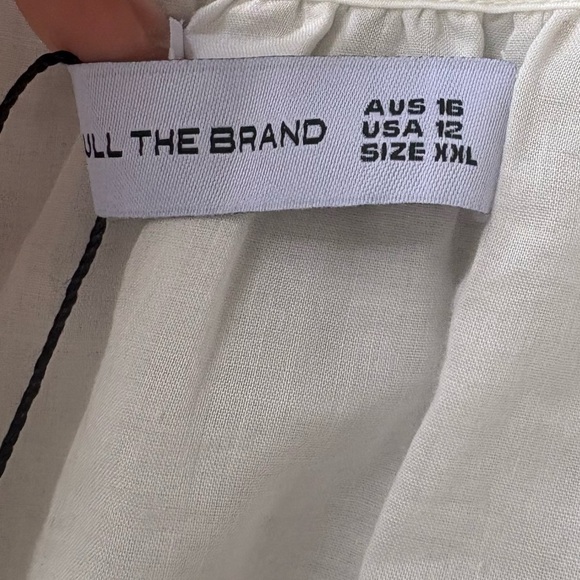 ULL THE BRAND
AUS 16
USA 12
SIZE XXL